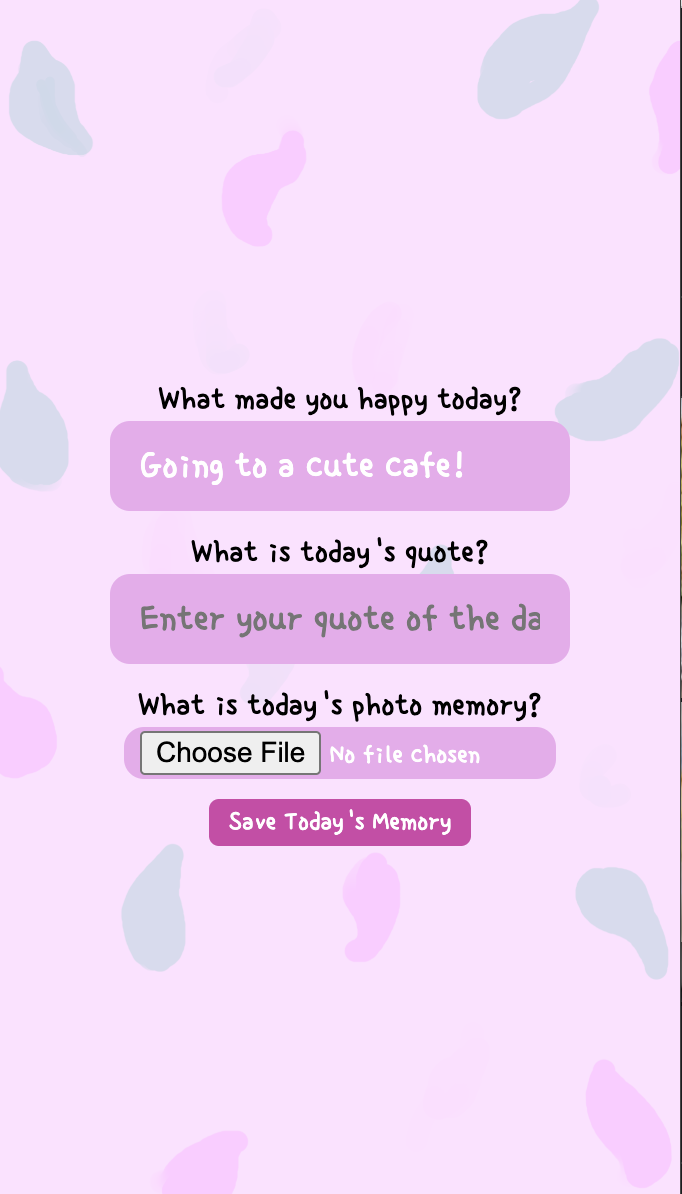 What made you happy today?
Going to a cute cafe!
What is today's quote?
Enter your quote of the da
What is today's photo memory?
Choose File No file chosen
Save Today's Memory